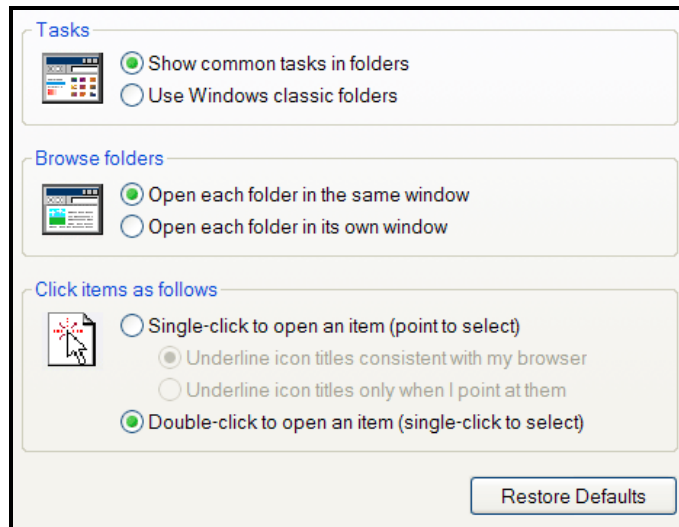 Tasks
Show common tasks in folders
Use Windows classic folders
Browse folders
Open each folder in the same window
Open each folder in its own window
Click items as follows
Single-click to open an item (point to select)
Underline icon titles consistent with my browser
Underline icon titles only when I point at them
Double-click to open an item (single-click to select)
Restore Defaults